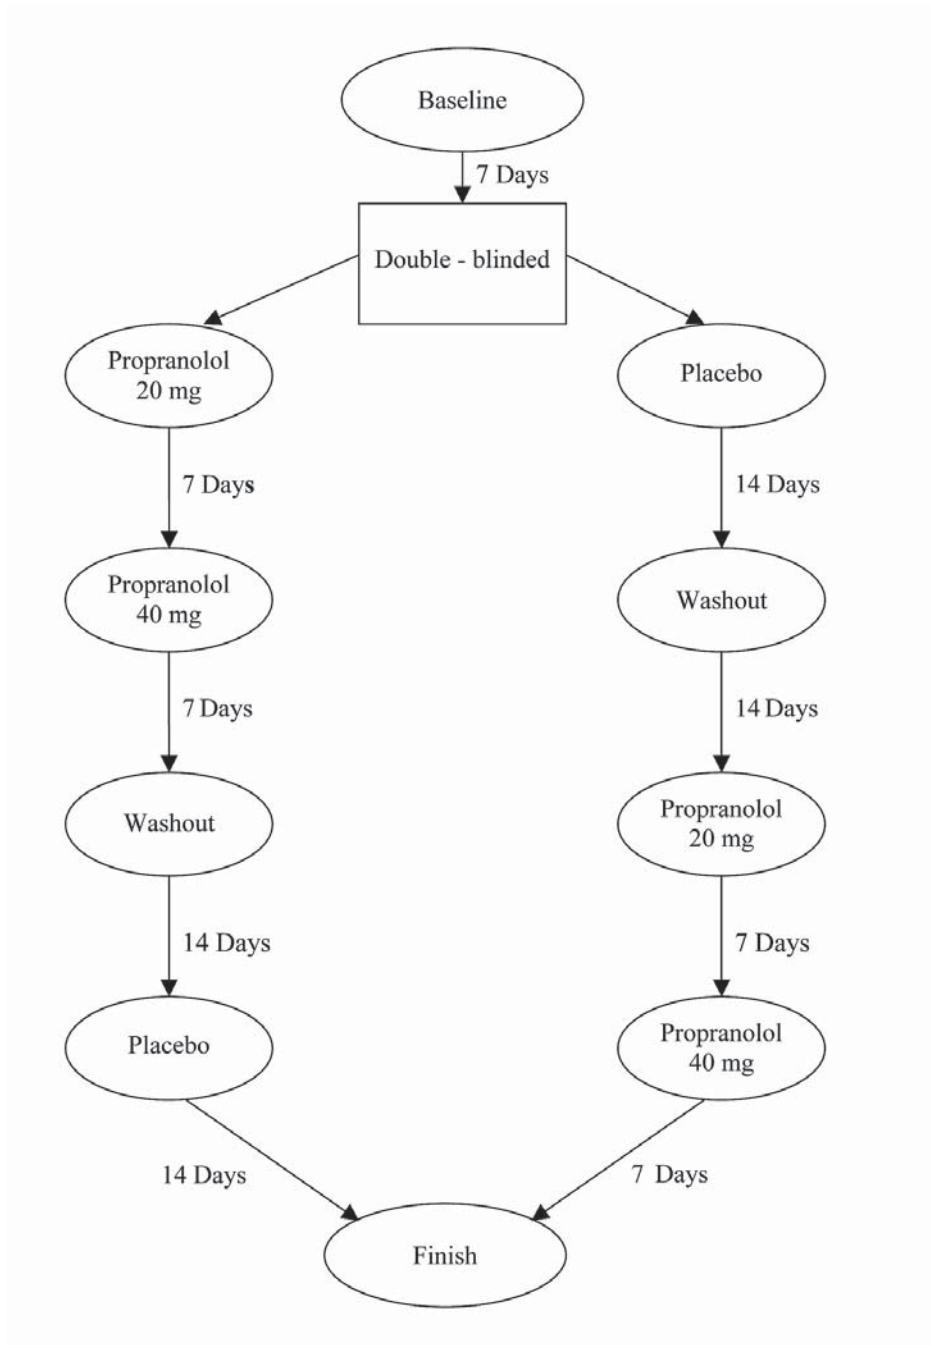 Baseline
7 Days
Double - blinded
Propranolol
20 mg
Placebo
7 Days
14 Days
Propranolol
40 mg
Washout
7 Days
14 Days
Washout
Propranolol
20 mg
14 Days
7 Days
Placebo
Propranolol
40 mg
14 Days
7 Days
Finish